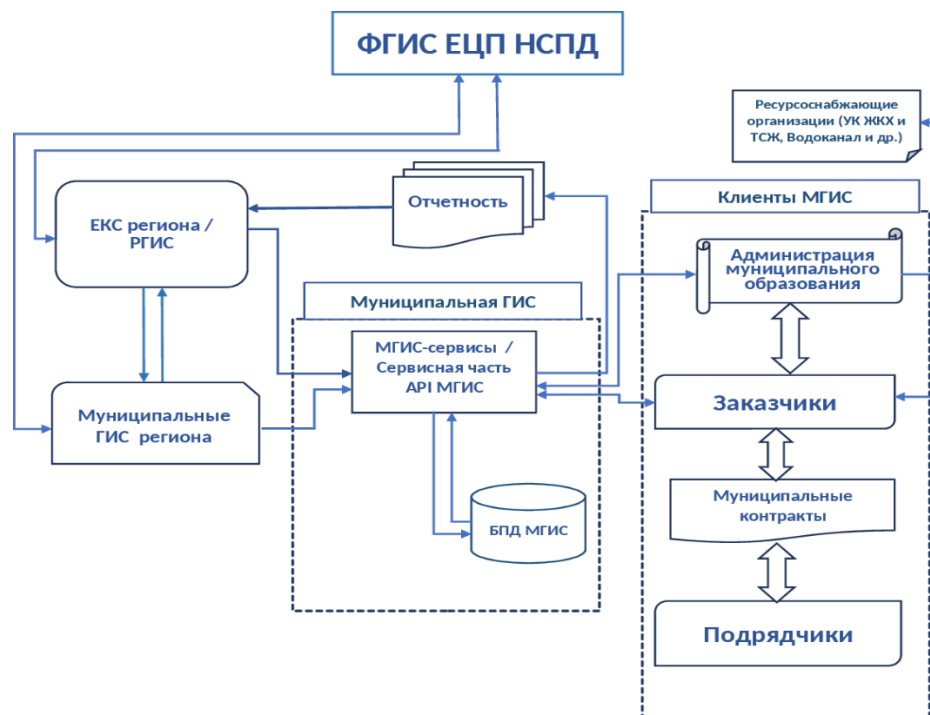 ФГИС ЕЦП НСПД
Ресурсоснабжающие
организации (УК ЖКХ и
ТСЖ, Водоканал и др.)
Клиенты МГИС
Отчетность
ЕКС региона /
РГИС
Администрация
муниципального
образования
Муниципальная ГИС
МГИС-сервисы /
Сервисная часть
API МГИС
Муниципальные
ГИС региона
Заказчики
Муниципальные
контракты
БПД МГИС
Подрядчики